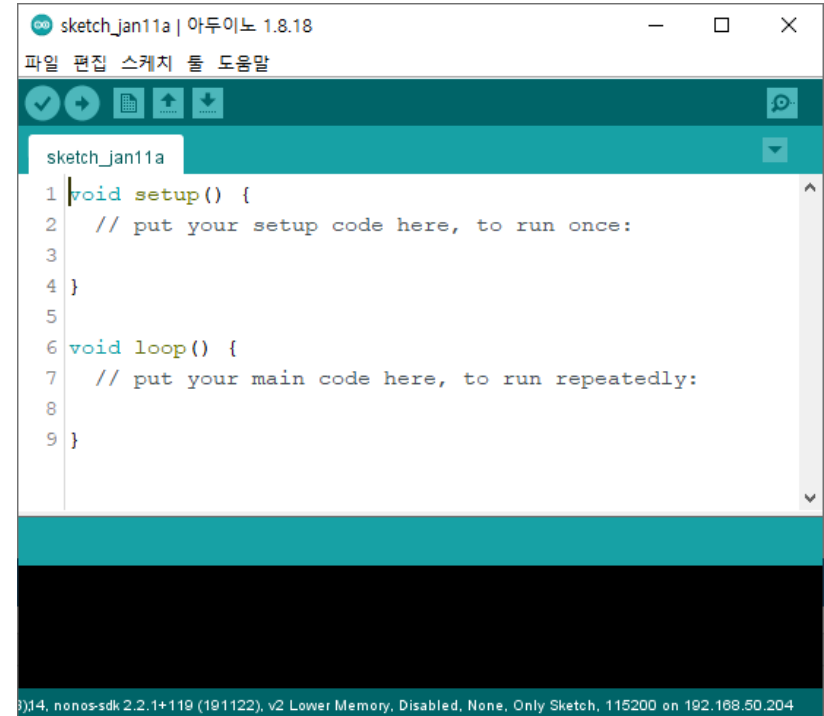 sketch_jan11a | 아두이노 1.8.18
파일 편집 스케치 툴 도움말
sketch_jan11a
1 void setup() {
2   // put your setup code here, to run once:
3
4 }
5
6 void loop() {
7   // put your main code here, to run repeatedly:
8
9 }
14, nonos-sdk 2.2.1+119 (191122), v2 Lower Memory, Disabled, None, Only Sketch, 115200 on 192.168.50.204